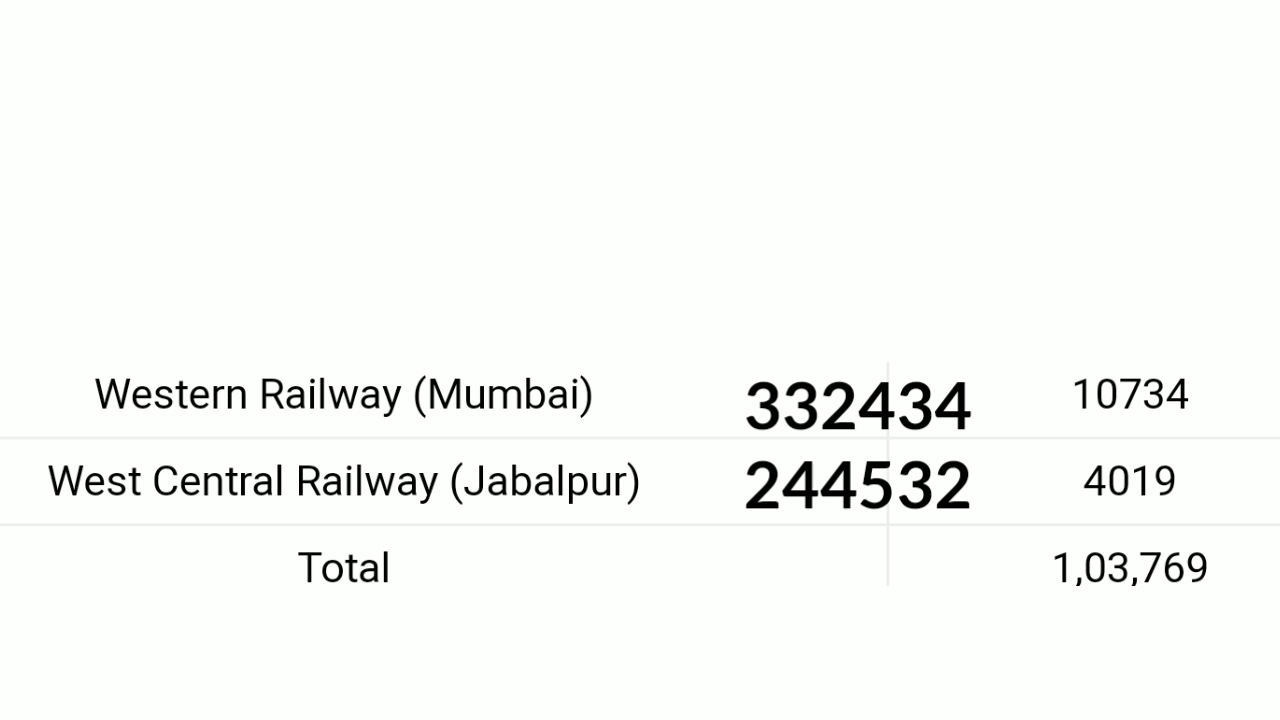 Western Railway (Mumbai) 332434 10734
West Central Railway (Jabalpur) 244532 4019
Total 1,03,769